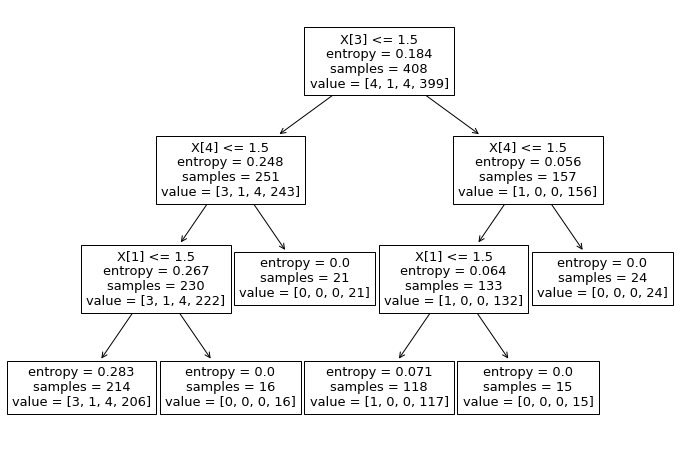 X[3] <= 1.5
entropy = 0.184
samples = 408
value = [4, 1, 4, 399]
X[4] <= 1.5
entropy = 0.248
samples = 251
value = [3, 1, 4, 243]
X[4] <= 1.5
entropy = 0.056
samples = 157
value = [1, 0, 0, 156]
X[1] <= 1.5
entropy = 0.267
samples = 230
value = [3, 1, 4, 222]
entropy = 0.0
samples = 21
value = [0, 0, 0, 21]
X[1] <= 1.5
entropy = 0.064
samples = 133
value = [1, 0, 0, 132]
entropy = 0.0
samples = 24
value = [0, 0, 0, 24]
entropy = 0.283
samples = 214
value = [3, 1, 4, 206]
entropy = 0.0
samples = 16
value = [0, 0, 0, 16]
entropy = 0.071
samples = 118
value = [1, 0, 0, 117]
entropy = 0.0
samples = 15
value = [0, 0, 0, 15]